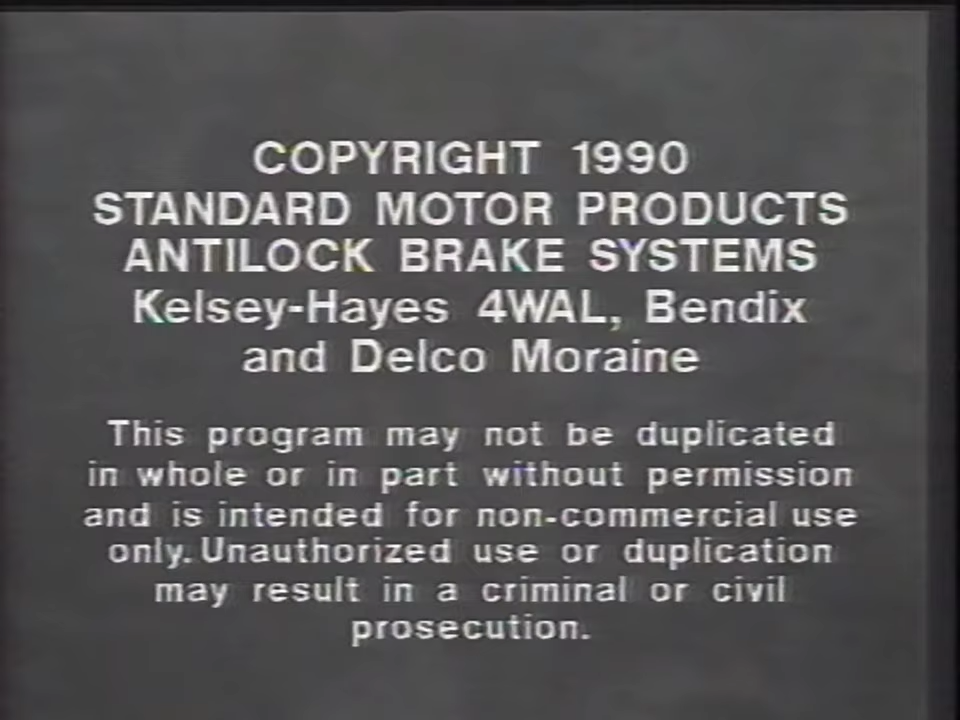 COPYRIGHT 1990
STANDARD MOTOR PRODUCTS
ANTILOCK BRAKE SYSTEMS
Kelsey-Hayes 4WAL, Bendix
and Delco Moraine
This program may not be duplicated
in whole or in part without permission
and is intended for non-commercial use
only. Unauthorized use or duplication
may result in a criminal or civil
prosecution.